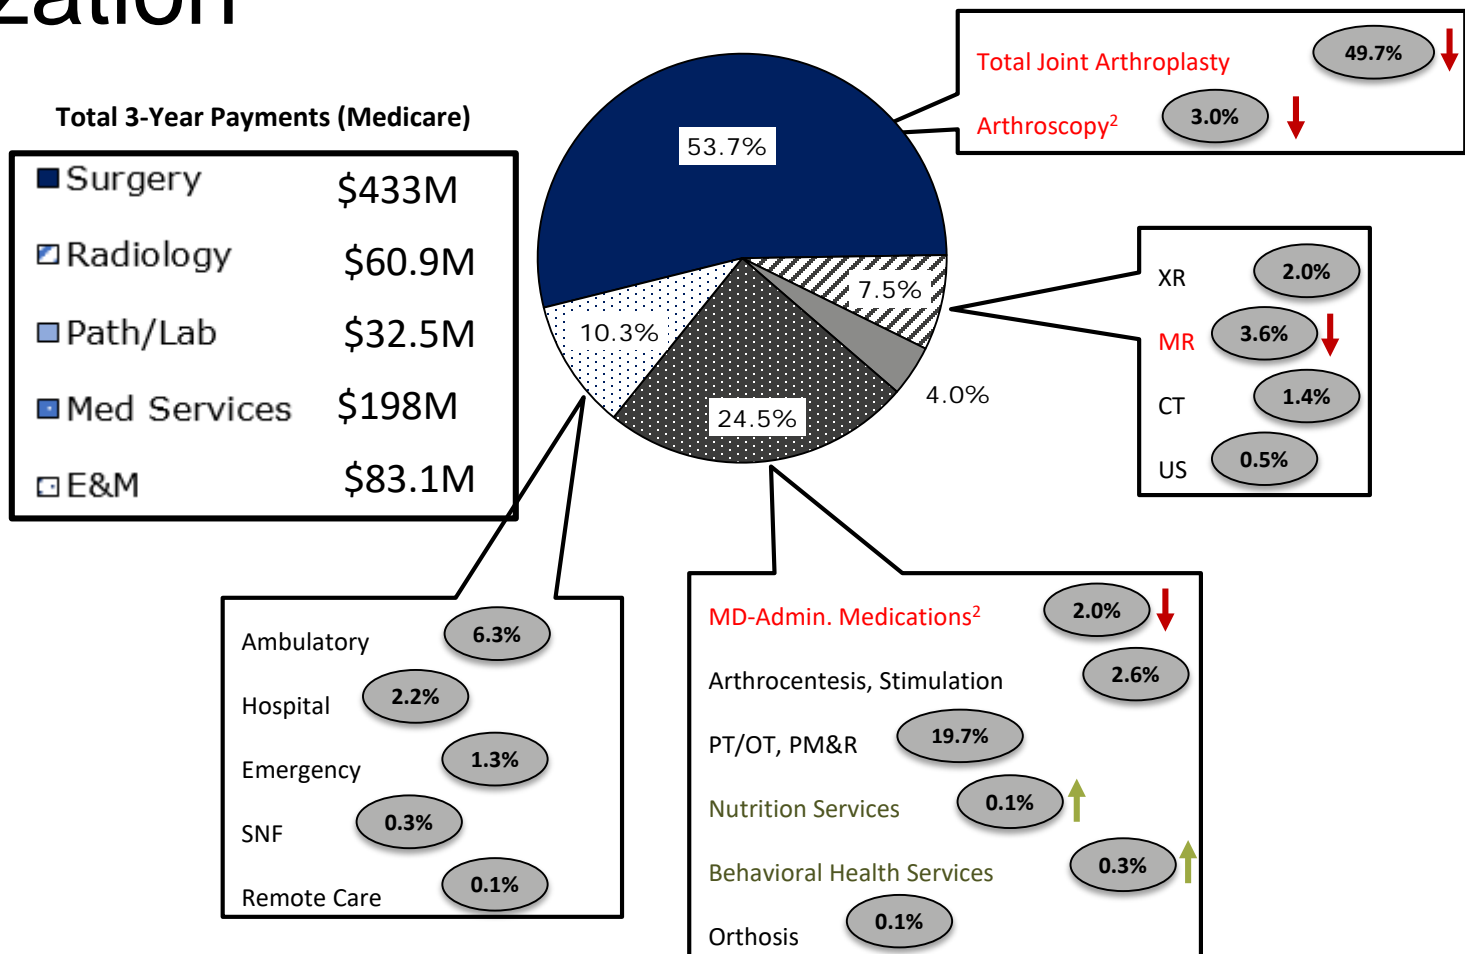 zation
Total 3-Year Payments (Medicare)
Surgery $433M
Radiology $60.9M
Path/Lab $32.5M
Med Services $198M
E&M $83.1M
53.7%
7.5%
4.0%
24.5%
10.3%
Total Joint Arthroplasty 49.7%
Arthroscopy2 3.0%
XR 2.0%
MR 3.6%
CT 1.4%
US 0.5%
Ambulatory 6.3%
Hospital 2.2%
Emergency 1.3%
SNF 0.3%
Remote Care 0.1%
MD-Admin. Medications2 2.0%
Arthrocentesis, Stimulation 2.6%
PT/OT, PM&R 19.7%
Nutrition Services 0.1%
Behavioral Health Services 0.3%
Orthosis 0.1%